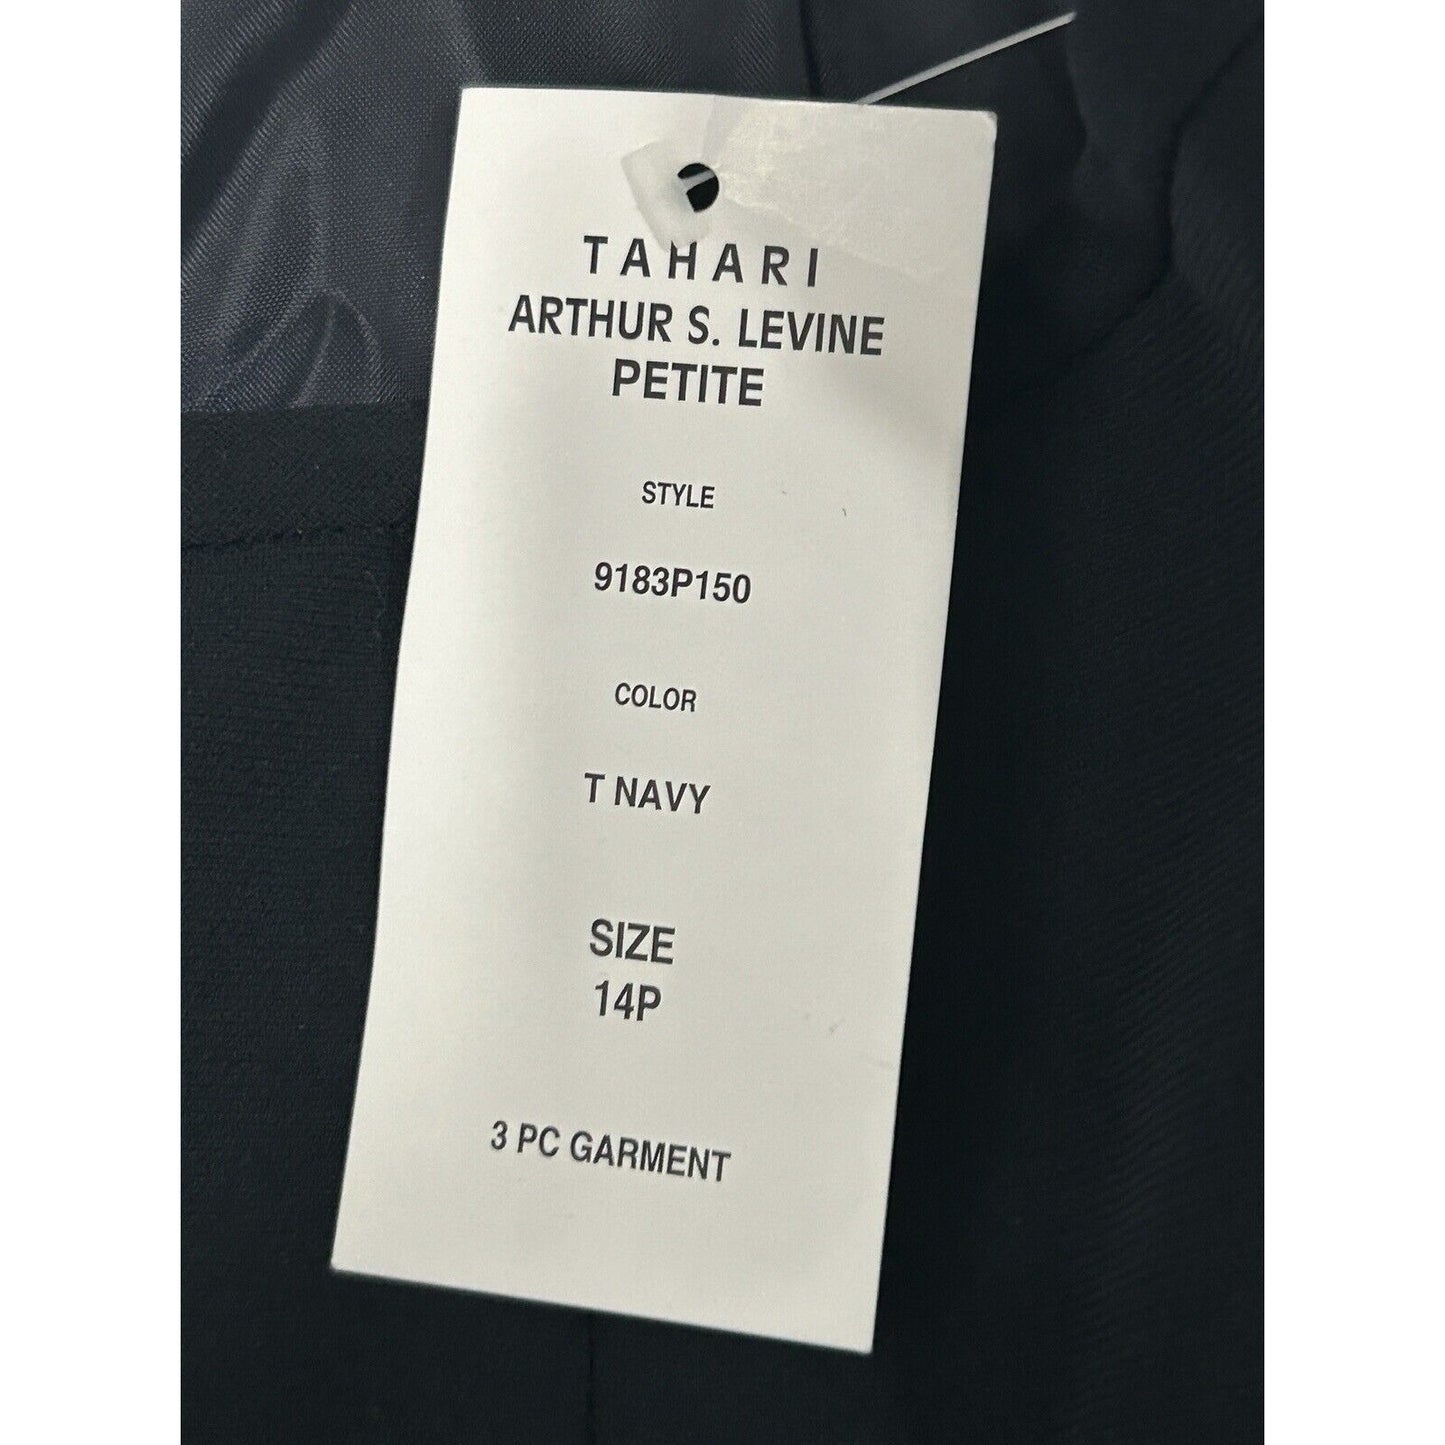 TAHARI
ARTHUR S. LEVINE
PETITE
STYLE
9183P150
COLOR
T NAVY
SIZE
14P
3 PC GARMENT